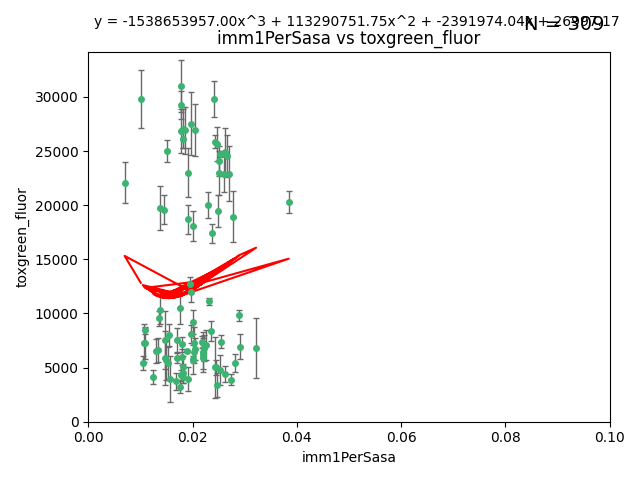 y = -1538653957.00x^3 + 113290751.75x^2 + -2391974.04x +
N = 309
imm1PerSasa vs toxgreen_fluor
30000
25000
20000
15000
10000
5000
0
toxgreen_fluor
0.00 0.02 0.04 0.06 0.08 0.10
imm1PerSasa